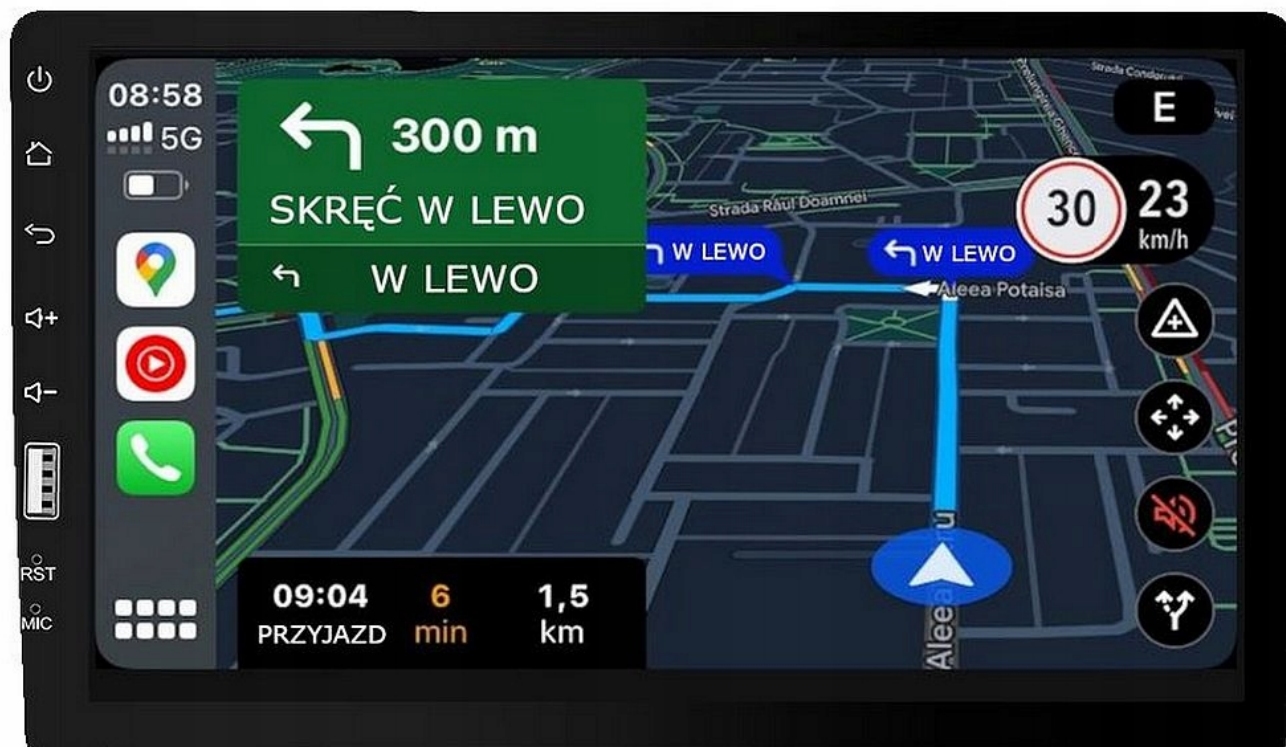 RST
MIC
08:58
5G
300 m
SKRĘĆ W LEWO
W LEWO
Strada Râul Doamnei
W LEWO
W LEWO
Aleea Potaisa
E
30
23
km/h
09:04
PRZYJAZD
6
min
1,5
km
Aleea